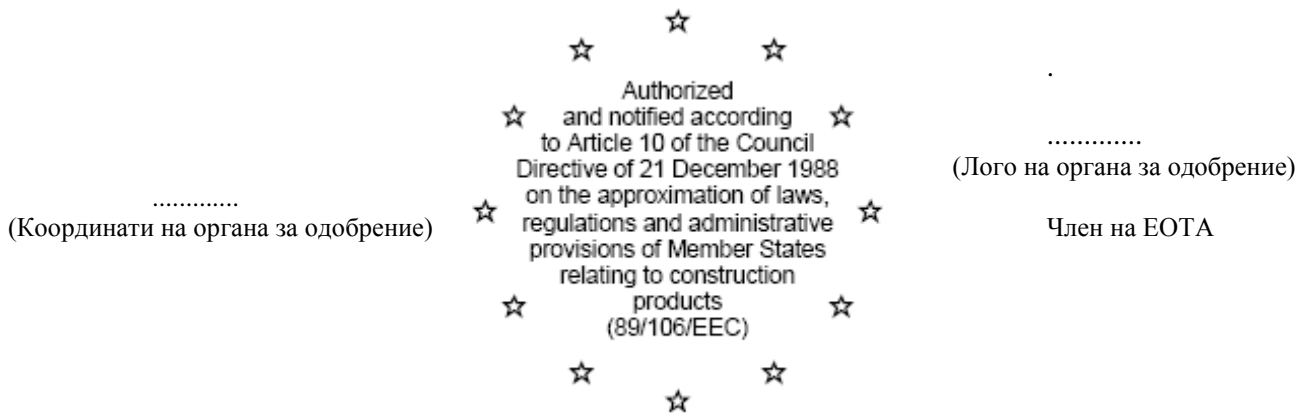 .............
(Координати на органа за одобрение)
Authorized
and notified according
to Article 10 of the Council
Directive of 21 December 1988
on the approximation of laws,
regulations and administrative
provisions of Member States
relating to construction
products
(89/106/EEC)
.
.............
(Лого на органа за одобрение)
Член на ЕОТА